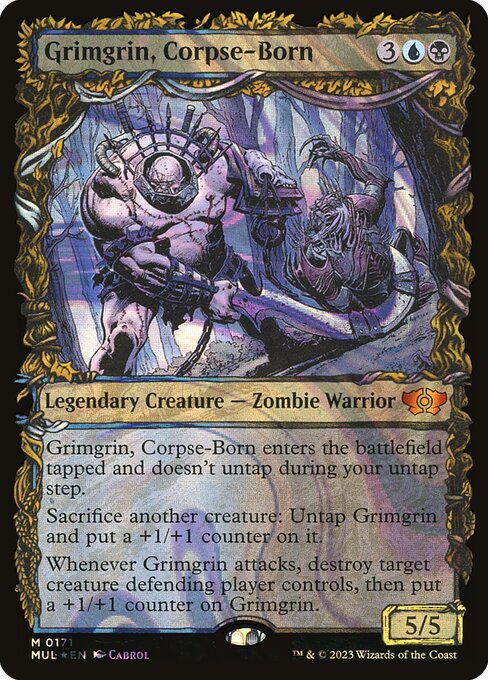 Grimgrin, Corpse-Born 3
Legendary Creature — Zombie Warrior
Grimgrin, Corpse-Born enters the battlefield
tapped and doesn't untap during your untap
step.
Sacrifice another creature: Untap Grimgrin
and put a +1/+1 counter on it.
Whenever Grimgrin attacks, destroy target
creature defending player controls, then put
a +1/+1 counter on Grimgrin.
5/5
M 0171
MUL★EN CABROL
™ & © 2023 Wizards of the Coast